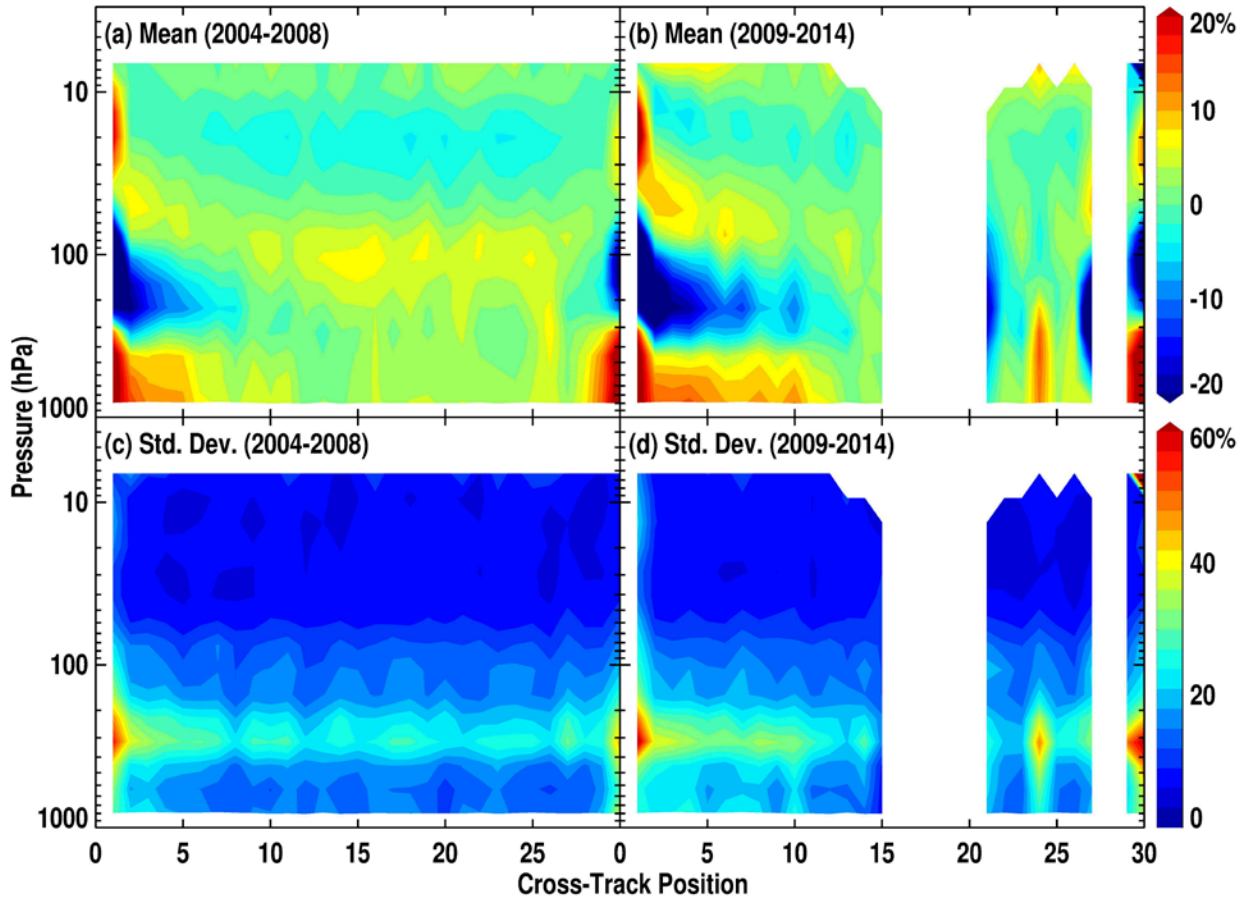 (a) Mean (2004-2008)
(b) Mean (2009-2014)
20%
10
0
-10
-20
10
100
1000
Pressure (hPa)
(c) Std. Dev. (2004-2008)
(d) Std. Dev. (2009-2014)
60%
40
20
0
10
100
1000
0 5 10 15 20 25 0 5 10 15 20 25 30
Cross-Track Position